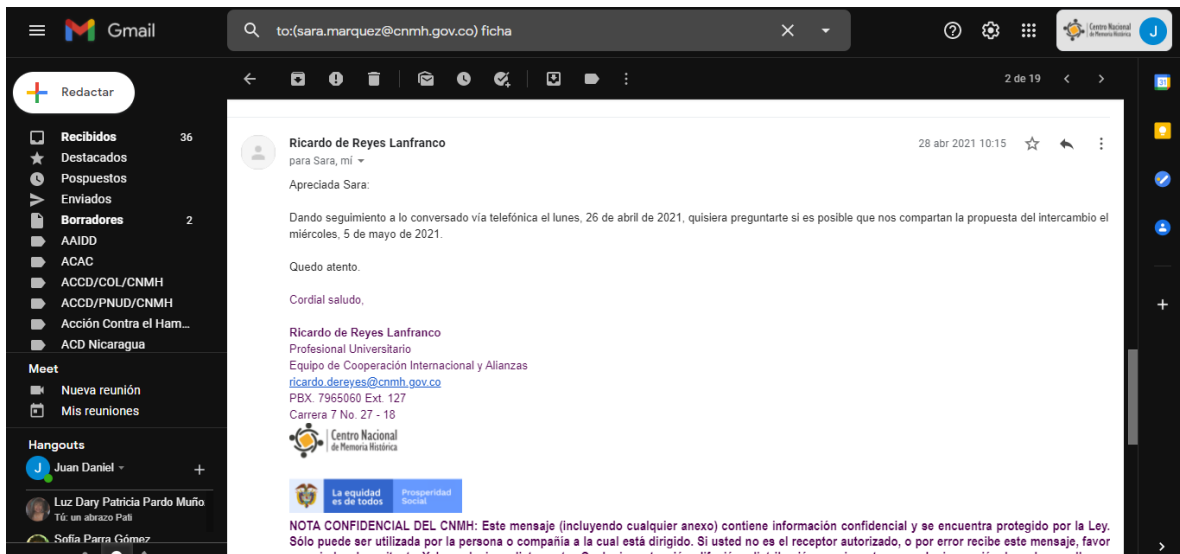 Gmail
to:(sara.marquez@cnmh.gov.co) ficha
Centro Nacional
de Memoria Histórica
J
Redactar
2 de 19
Recibidos 36
Destacados
Pospuestos
Enviados
Borradores 2
AAIDD
ACAC
ACCD/COL/CNMH
ACCD/PNUD/CNMH
Acción Contra el Ham...
ACD Nicaragua
Meet
Nueva reunión
Mis reuniones
Hangouts
J Juan Daniel
Luz Dary Patricia Pardo Muño
Tú: un abrazo Pati
Sofía Parra Gómez
Ricardo de Reyes Lanfranco 28 abr 2021 10:15
para Sara, mí
Apreciada Sara:
Dando seguimiento a lo conversado vía telefónica el lunes, 26 de abril de 2021, quisiera preguntarte si es posible que nos compartan la propuesta del intercambio el
miércoles, 5 de mayo de 2021.
Quedo atento.
Cordial saludo,
Ricardo de Reyes Lanfranco
Profesional Universitario
Equipo de Cooperación Internacional y Alianzas
ricardo.dereyes@cnmh.gov.co
PBX. 7965060 Ext. 127
Carrera 7 No. 27 - 18
Centro Nacional
de Memoria Histórica
La equidad
es de todos
Prosperidad
Social
NOTA CONFIDENCIAL DEL CNMH: Este mensaje (incluyendo cualquier anexo) contiene información confidencial y se encuentra protegido por la Ley.
Sólo puede ser utilizada por la persona o compañía a la cual está dirigido. Si usted no es el receptor autorizado, o por error recibe este mensaje, favor
31